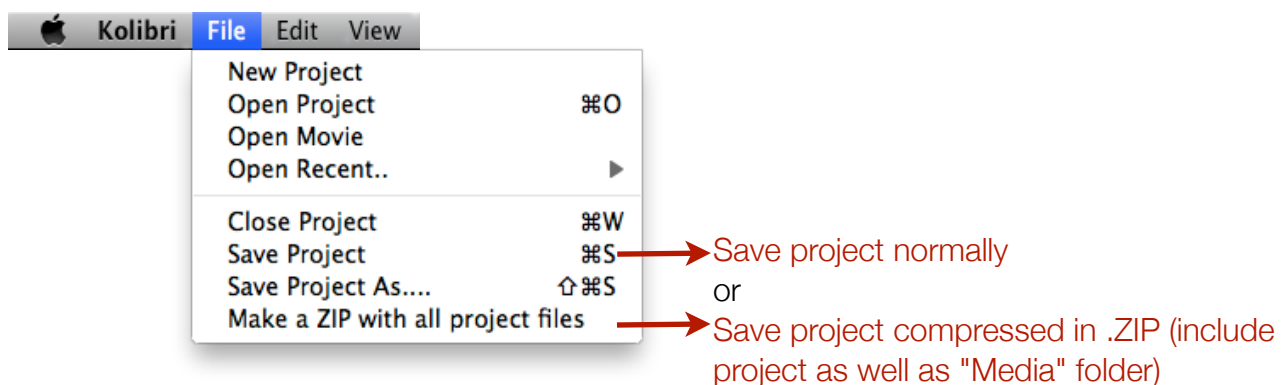 Kolibri File Edit View
New Project
Open Project ⌘O
Open Movie
Open Recent..
Close Project ⌘W
Save Project ⌘S
Save Project As.... ⇧⌘S
Make a ZIP with all project files
Save project normally
or
Save project compressed in .ZIP (include
project as well as "Media" folder)